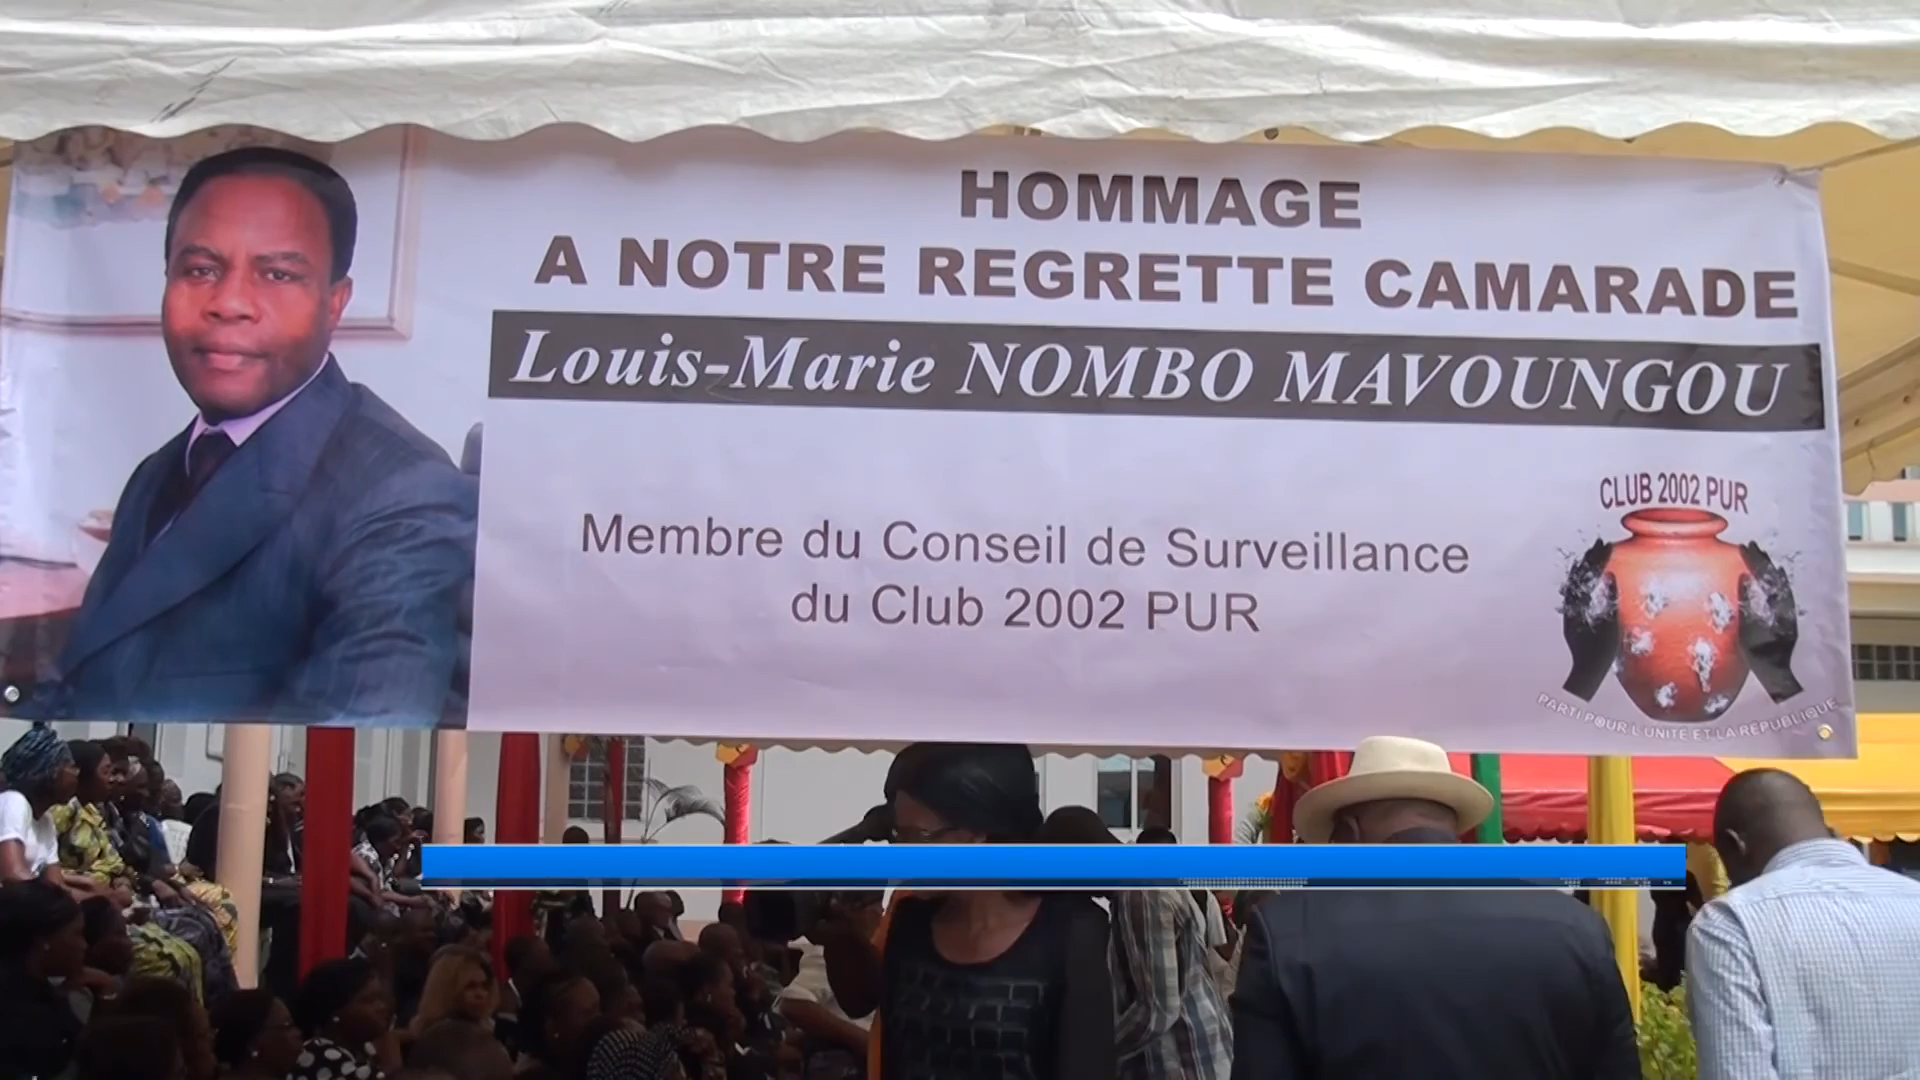 HOMMAGE
A NOTRE REGRETTE CAMARADE
Louis-Marie NOMBO MAVOUNGOU
Membre du Conseil de Surveillance
du Club 2002 PUR
CLUB 2002 PUR
PARTI POUR L'UNITE ET LA REPUBLIQUE